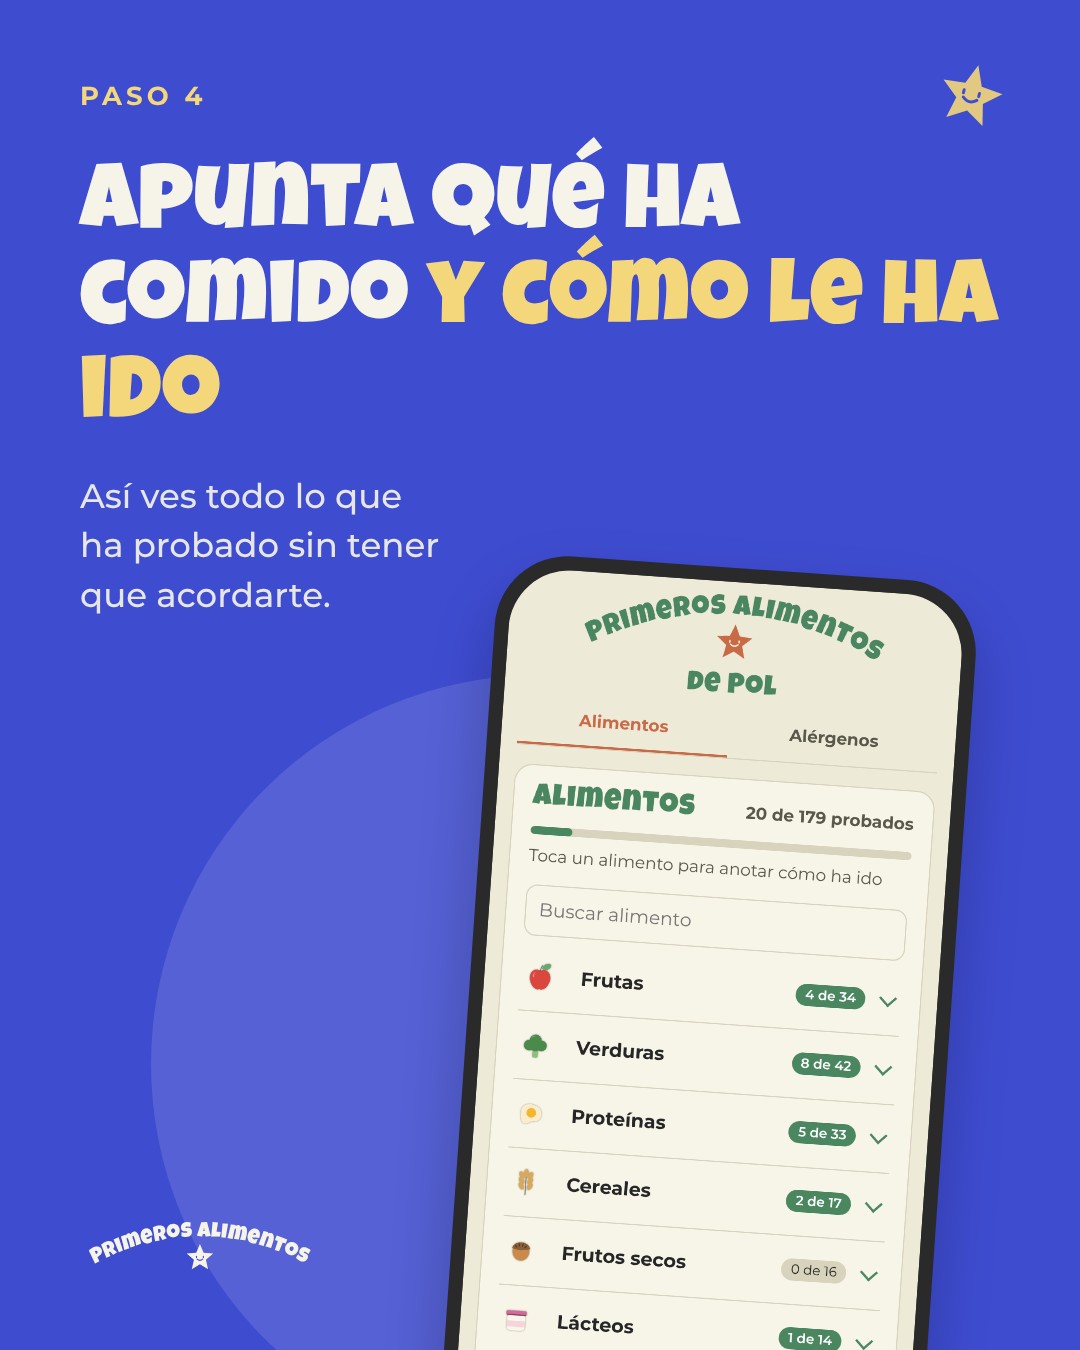 PASO 4
APUNTA QUÉ HA
COMIDO Y CÓMO LE HA
IDO
Así ves todo lo que
ha probado sin tener
que acordarte.
PRIMEROS ALIMENTOS
DE POL
Alimentos
Alérgenos
ALIMENTOS
20 de 179 probados
Toca un alimento para anotar cómo ha ido
Buscar alimento
Frutas
4 de 34
Verduras
8 de 42
Proteínas
5 de 33
Cereales
2 de 17
Frutos secos
0 de 16
Lácteos
1 de 14
PRIMEROS ALIMENTOS